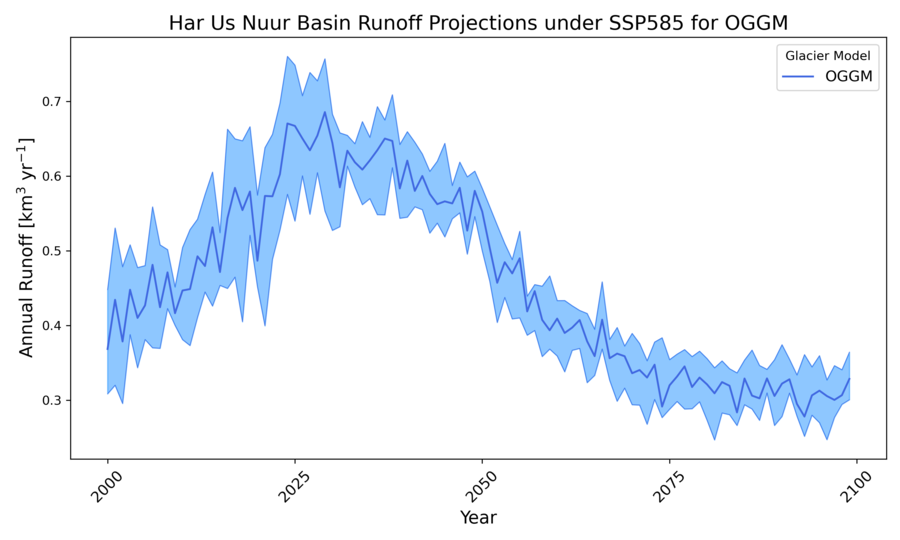 Har Us Nuur Basin Runoff Projections under SSP585 for OGGM
Glacier Model
OGGM
Annual Runoff [km³ yr⁻¹]
0.7
0.6
0.5
0.4
0.3
2000
2025
2050
2075
2100
Year